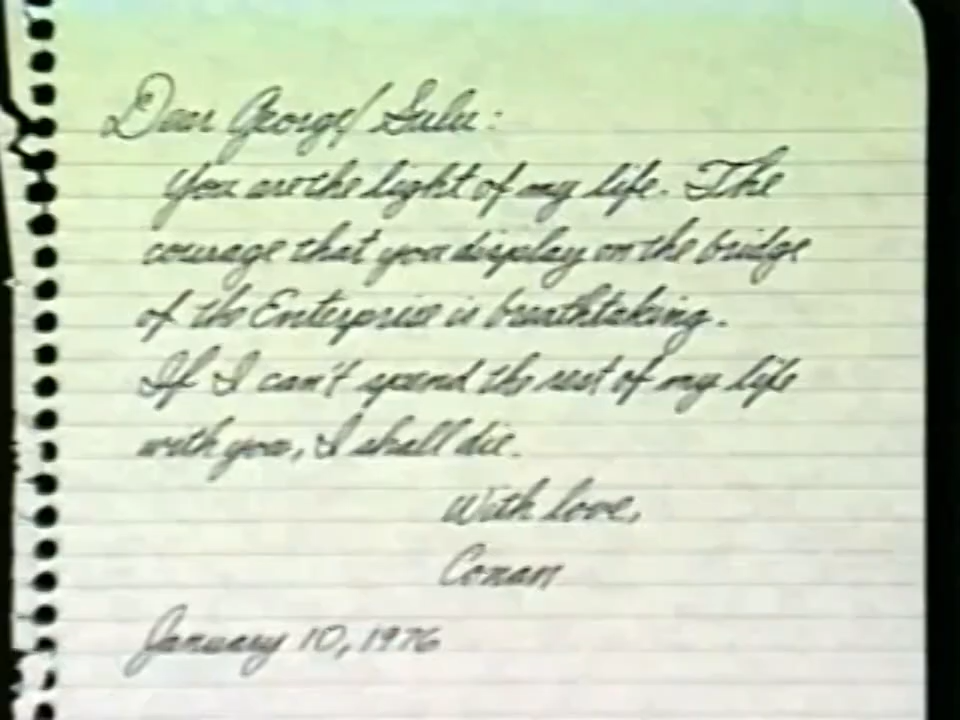 Dear George/Sulu:
You are the light of my life. The
courage that you display on the bridge
of the Enterprise is breathtaking.
If I can't spend the rest of my life
with you, I shall die.
With love,
Conan
January 10, 1976